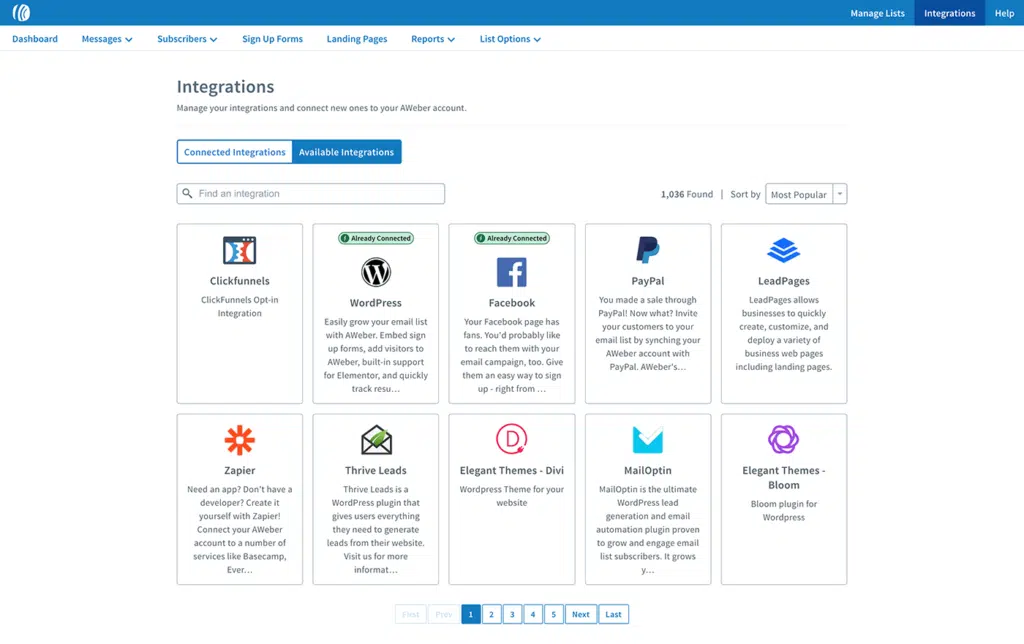 Manage Lists Integrations Help
Dashboard Messages Subscribers Sign Up Forms Landing Pages Reports List Options
Integrations
Manage your integrations and connect new ones to your AWeber account.
Connected Integrations Available Integrations
Find an integration
1,036 Found | Sort by Most Popular
Clickfunnels
ClickFunnels Opt-in
Integration
Already Connected
WordPress
Easily grow your email list
with AWeber. Embed sign
up forms, add visitors to
AWeber, built-in support
for Elementor, and quickly
track resu...
Already Connected
Facebook
Your Facebook page has
fans. You'd probably like
to reach them with your
email campaign, too. Give
them an easy way to sign
up - right from ...
PayPal
You made a sale through
PayPal! Now what? Invite
your customers to your
email list by synching your
AWeber account with
PayPal. AWeber's...
LeadPages
LeadPages allows
businesses to quickly
create, customize, and
deploy a variety of
business web pages
including landing pages.
Zapier
Need an app? Don't have a
developer? Create it
yourself with Zapier!
Connect your AWeber
account to a number of
services like Basecamp,
Ever...
Thrive Leads
Thrive Leads is a
WordPress plugin that
gives users everything
they need to generate
leads from their website.
Visit us for more
informat...
D
Elegant Themes - Divi
Wordpress Theme for your
website
MailOptin
MailOptin is the ultimate
WordPress lead
generation and email
automation plugin proven
to grow and engage email
list subscribers. It grows
y...
Elegant Themes -
Bloom
Bloom plugin for
Wordpress
First Prev 1 2 3 4 5 Next Last